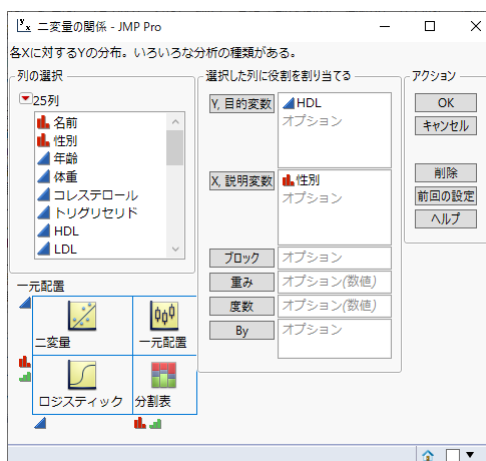 二変量の関係 - JMP Pro
各Xに対するYの分布。いろいろな分析の種類がある。
列の選択
25列
名前
性別
年齢
体重
コレステロール
トリグリセリド
HDL
LDL
一元配置
二変量
一元配置
ロジスティック
分割表
選択した列に役割を割り当てる
Y, 目的変数
HDL
オプション
X, 説明変数
性別
オプション
ブロック
オプション
重み
オプション(数値)
度数
オプション(数値)
By
オプション
アクション
OK
キャンセル
削除
前回の設定
ヘルプ